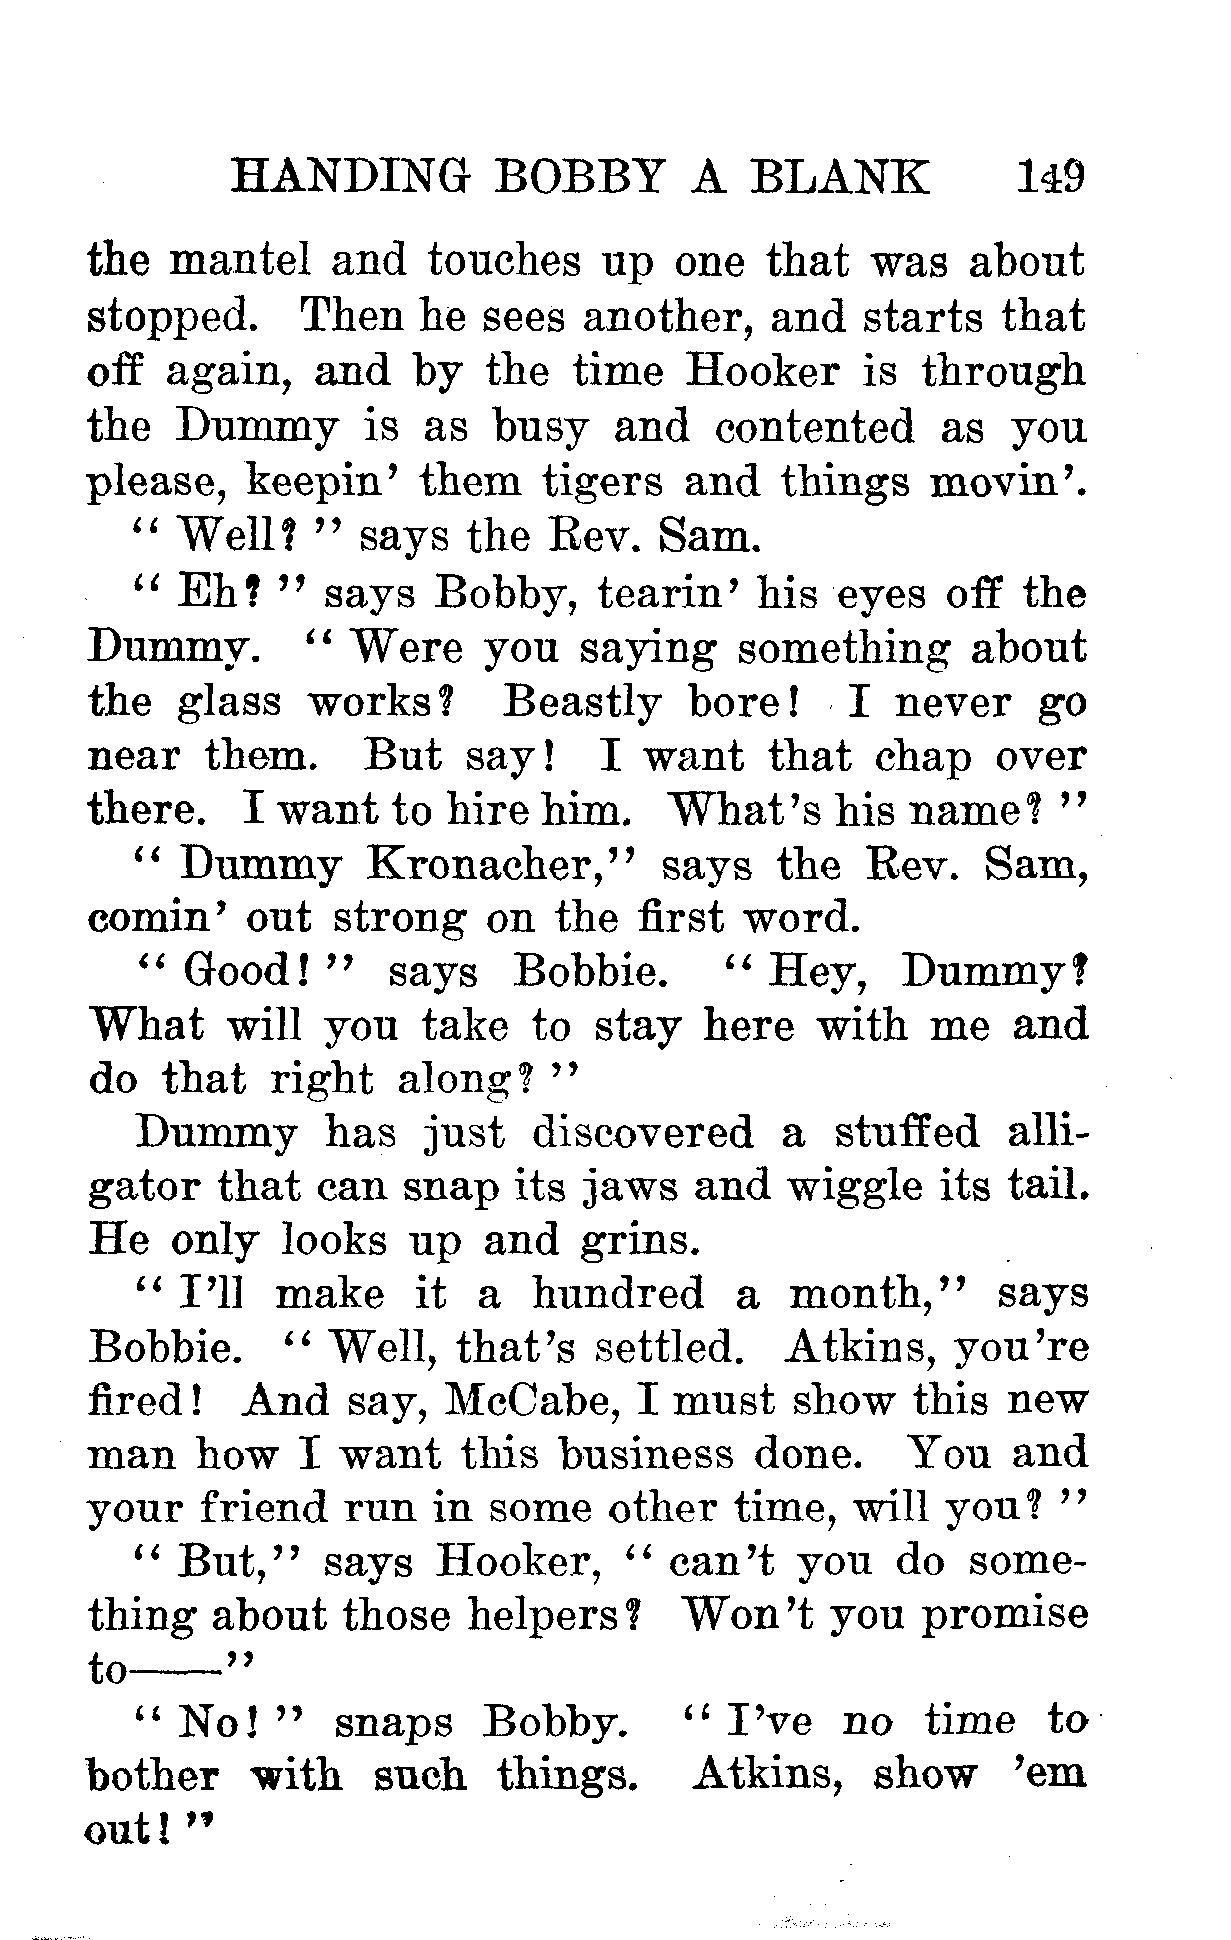 HANDING BOBBY A BLANK 149
the mantel and touches up one that was about
stopped. Then he sees another, and starts that
off again, and by the time Hooker is through
the Dummy is as busy and contented as you
please, keepin' them tigers and things movin'.
“ Well? ” says the Rev. Sam.
“ Eh? ” says Bobby, tearin' his eyes off the
Dummy. “ Were you saying something about
the glass works? Beastly bore! I never go
near them. But say! I want that chap over
there. I want to hire him. What's his name? ”
“ Dummy Kronacher,” says the Rev. Sam,
comin' out strong on the first word.
“ Good! ” says Bobbie. “ Hey, Dummy?
What will you take to stay here with me and
do that right along? ”
Dummy has just discovered a stuffed alli-
gator that can snap its jaws and wiggle its tail.
He only looks up and grins.
“ I'll make it a hundred a month,” says
Bobbie. “ Well, that's settled. Atkins, you're
fired! And say, McCabe, I must show this new
man how I want this business done. You and
your friend run in some other time, will you? ”
“ But,” says Hooker, “ can't you do some-
thing about those helpers? Won't you promise
to——”
“ No! ” snaps Bobby. “ I've no time to
bother with such things. Atkins, show 'em
out! ”